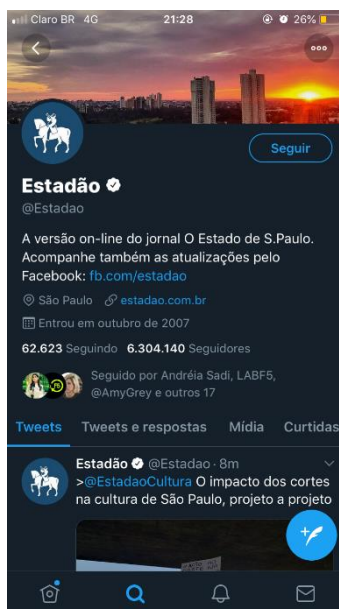 Claro BR 4G 21:28 26%
Seguir
Estadão
@Estadao
A versão on-line do jornal O Estado de S.Paulo.
Acompanhe também as atualizações pelo
Facebook: fb.com/estadao
São Paulo estadao.com.br
Entrou em outubro de 2007
62.623 Seguindo 6.304.140 Seguidores
Seguido por Andréia Sadi, LABF5,
@AmyGrey e outros 17
Tweets Tweets e respostas Mídia Curtidas
Estadão @Estadao · 8m
>@EstadaoCultura O impacto dos cortes
na cultura de São Paulo, projeto a projeto